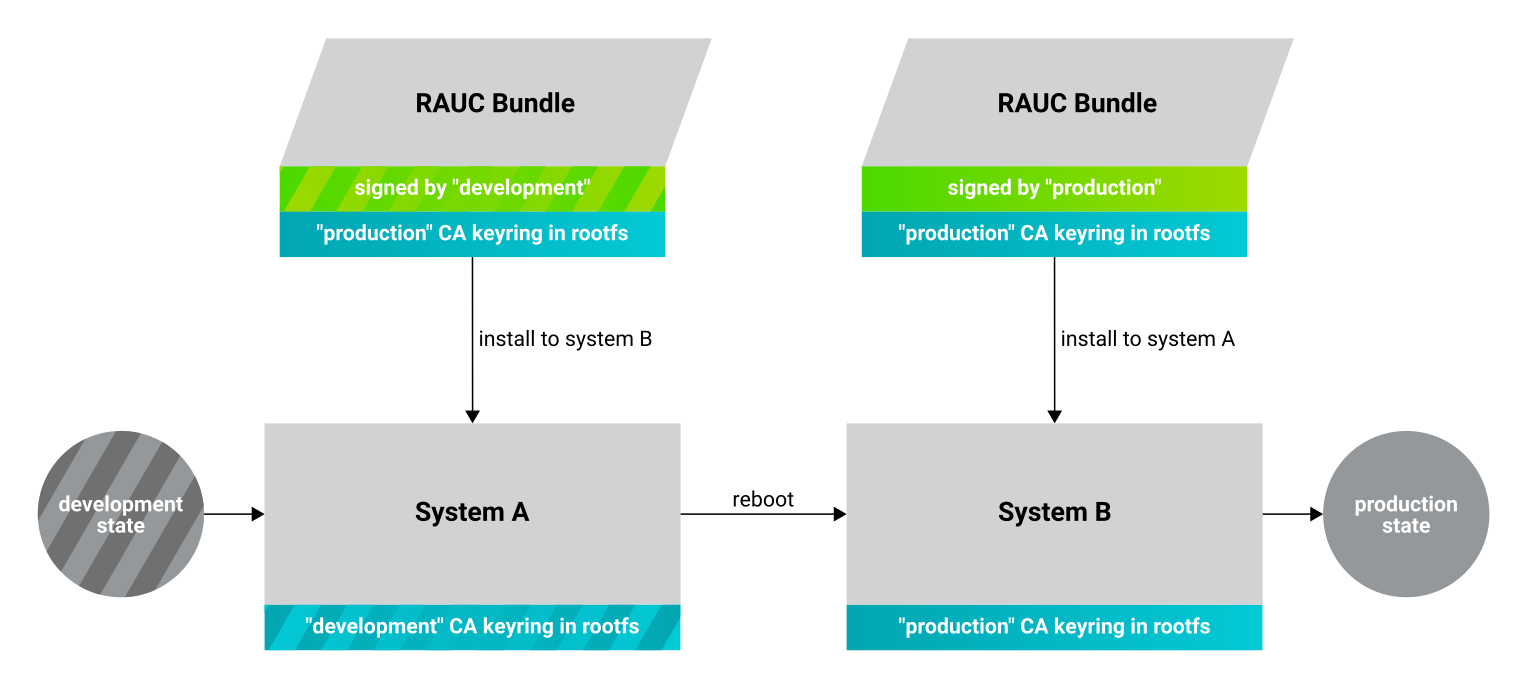 RAUC Bundle
signed by "development"
"production" CA keyring in rootfs
RAUC Bundle
signed by "production"
"production" CA keyring in rootfs
install to system B
install to system A
development
state
System A
"development" CA keyring in rootfs
reboot
System B
"production" CA keyring in rootfs
production
state